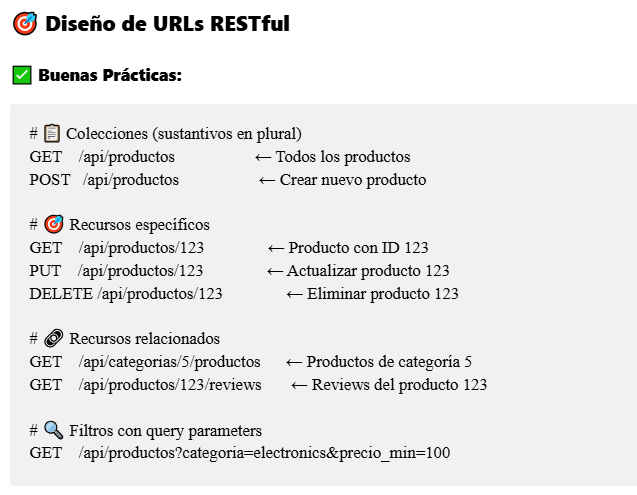 🎯 Diseño de URLs RESTful
✅ Buenas Prácticas:
# 📋 Colecciones (sustantivos en plural)
GET /api/productos ← Todos los productos
POST /api/productos ← Crear nuevo producto
# 🎯 Recursos específicos
GET /api/productos/123 ← Producto con ID 123
PUT /api/productos/123 ← Actualizar producto 123
DELETE /api/productos/123 ← Eliminar producto 123
# 🔗 Recursos relacionados
GET /api/categorias/5/productos ← Productos de categoría 5
GET /api/productos/123/reviews ← Reviews del producto 123
# 🔍 Filtros con query parameters
GET /api/productos?categoria=electronics&precio_min=100